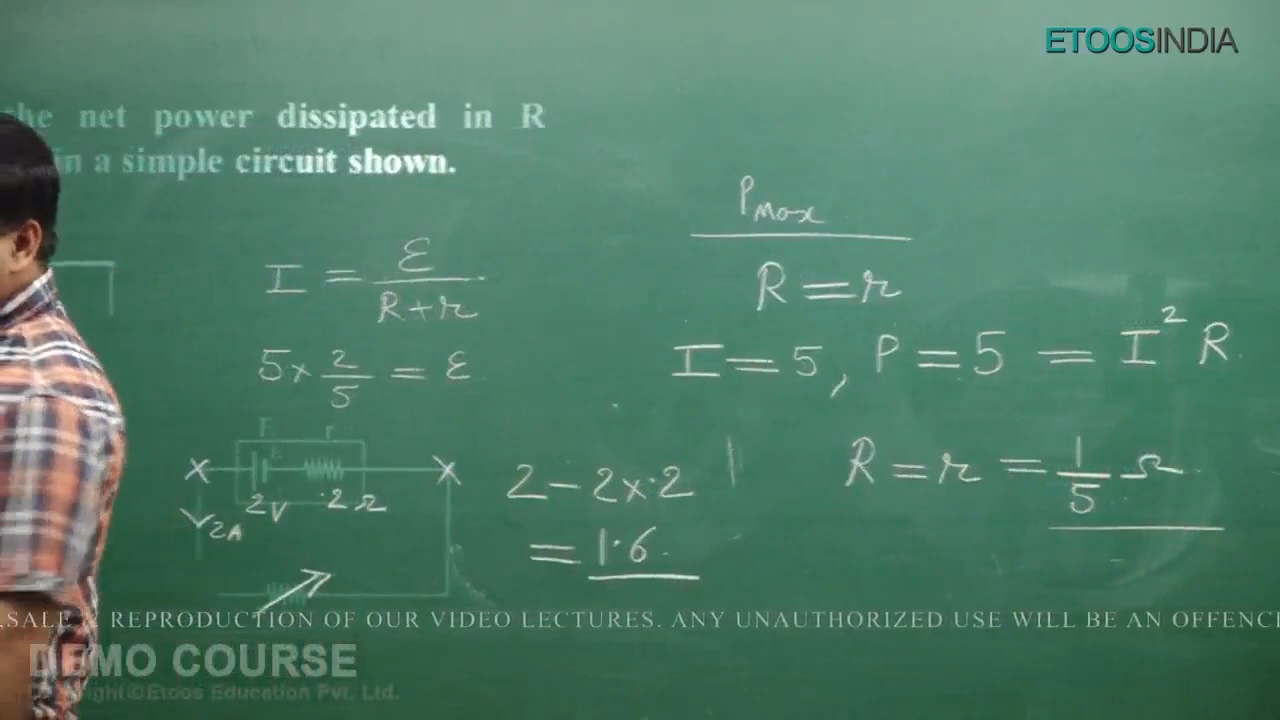 ETOOSINDIA
the net power dissipated in R
in a simple circuit shown.
I = ε / (R+r)
5 × 2/5 = ε
r
ε
2V
·2Ω
2A
2 - 2×·2
= 1·6
Pmax
R = r
I = 5, P = 5 = I² R
R = r = 1/5 Ω
,SALE & REPRODUCTION OF OUR VIDEO LECTURES. ANY UNAUTHORIZED USE WILL BE AN OFFENCE
DEMO COURSE
Copyright ©Etoos Education Pvt. Ltd.